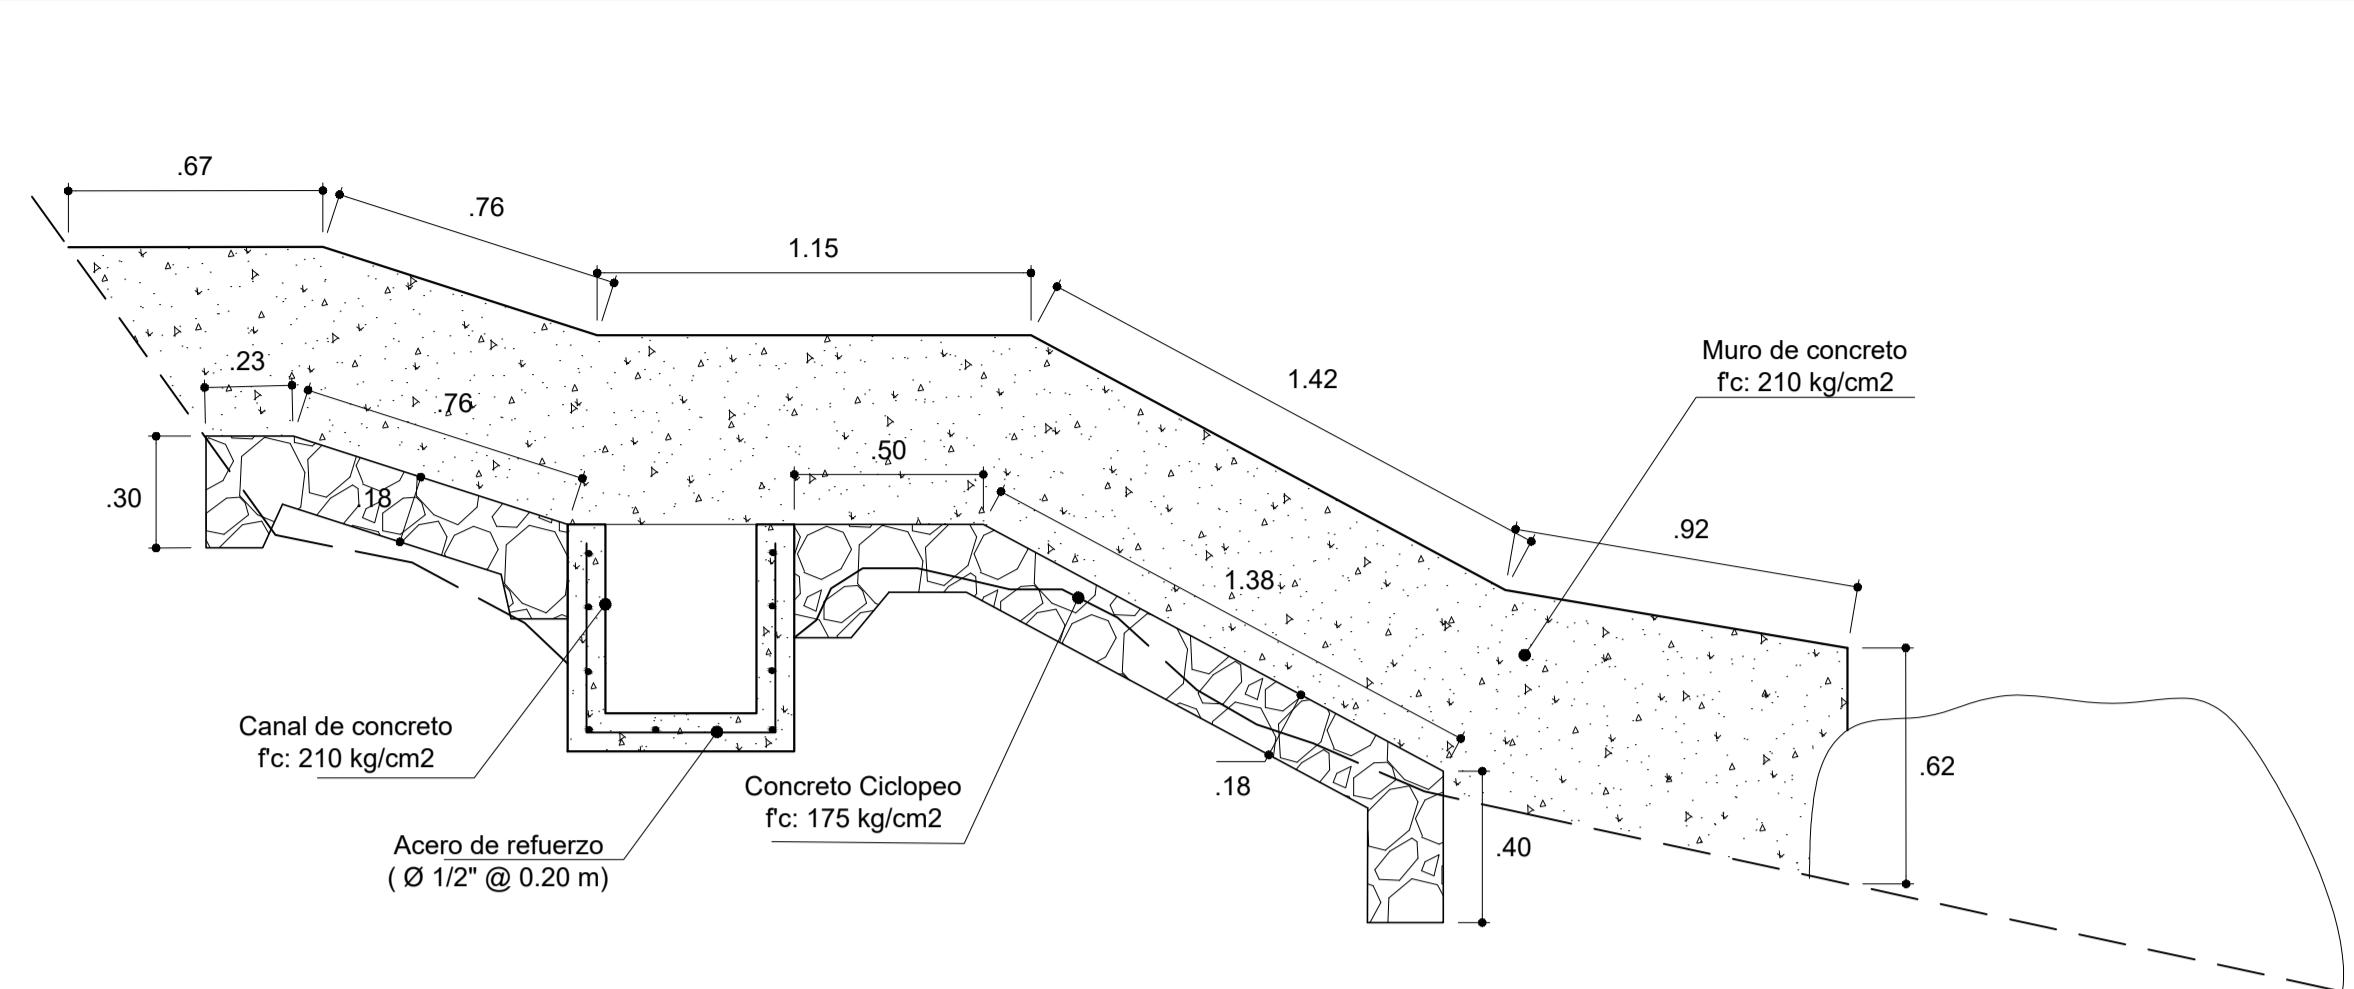 .67
.76
1.15
1.42
.92
Muro de concreto
f'c: 210 kg/cm2
.23
.76
.50
.30
.18
1.38
.62
Canal de concreto
f'c: 210 kg/cm2
Concreto Ciclopeo
f'c: 175 kg/cm2
.18
.40
Acero de refuerzo
( Ø 1/2" @ 0.20 m)